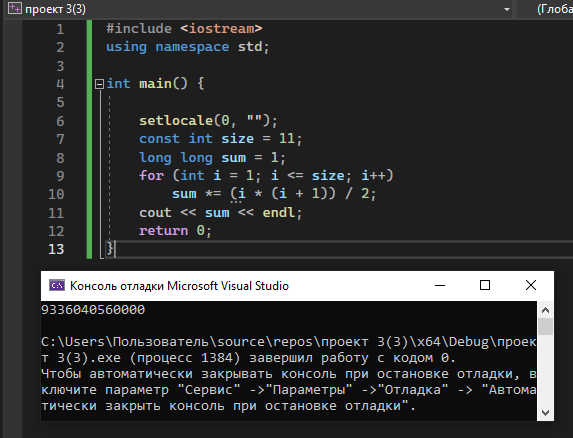 проект 3(3)
(Глоба
1 #include <iostream>
2 using namespace std;
3
4 int main() {
5
6 setlocale(0, "");
7 const int size = 11;
8 long long sum = 1;
9 for (int i = 1; i <= size; i++)
10 sum *= (i * (i + 1)) / 2;
11 cout << sum << endl;
12 return 0;
13 }
Консоль отладки Microsoft Visual Studio
9336040560000
C:\Users\Пользователь\source\repos\проект 3(3)\x64\Debug\проек
т 3(3).exe (процесс 1384) завершил работу с кодом 0.
Чтобы автоматически закрывать консоль при остановке отладки, в
ключите параметр "Сервис" ->"Параметры" ->"Отладка" -> "Автома
тически закрыть консоль при остановке отладки".